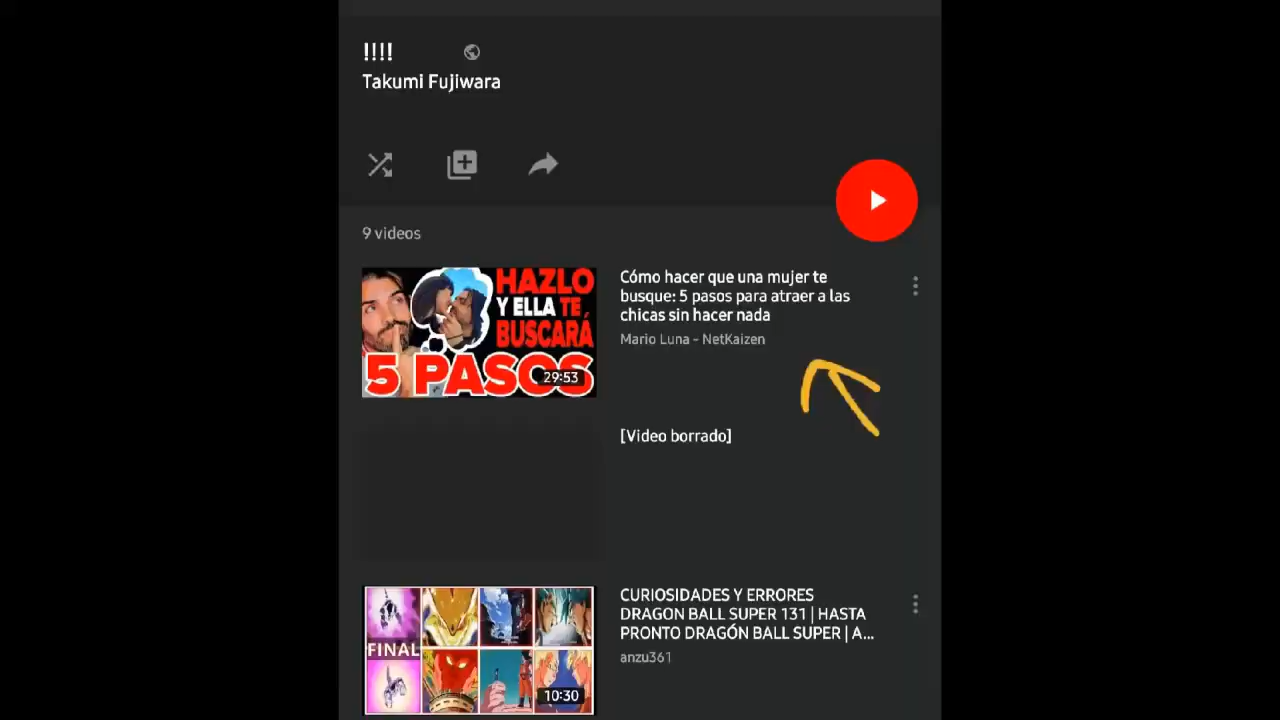 !!!!
Takumi Fujiwara
9 videos
HAZLO
Y ELLA TE
BUSCARÁ
5 PASOS
29:53
Cómo hacer que una mujer te
busque: 5 pasos para atraer a las
chicas sin hacer nada
Mario Luna - NetKaizen
[Video borrado]
FINAL
10:30
CURIOSIDADES Y ERRORES
DRAGON BALL SUPER 131 | HASTA
PRONTO DRAGÓN BALL SUPER | A...
anzu361